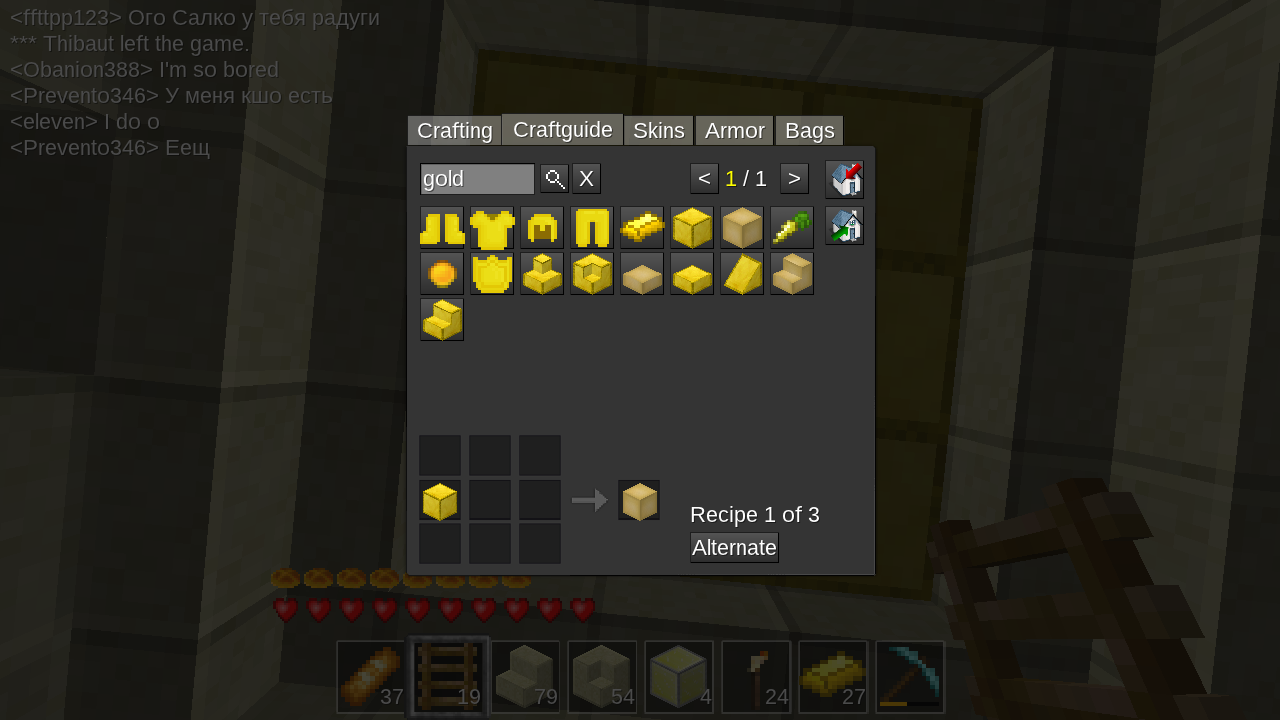 <ffttpp123> Ого Салко у тебя радуги
*** Thibaut left the game.
<Obanion388> I'm so bored
<Prevento346> У меня кшо есть
<eleven> I do o
<Prevento346> Еещ
Crafting Craftguide Skins Armor Bags
gold X < 1 / 1 >
Recipe 1 of 3
Alternate
37 19 79 54 4 24 27